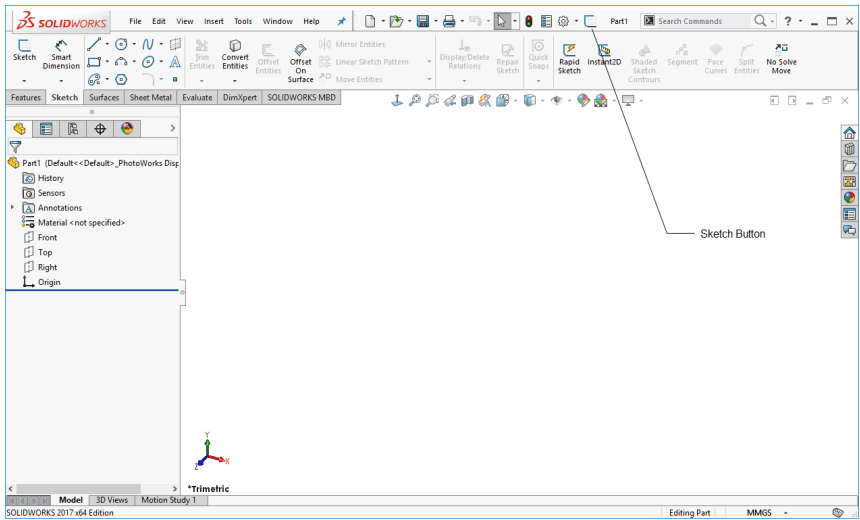 SOLIDWORKS File Edit View Insert Tools Window Help Part1 Search Commands ?
Sketch Smart Dimension Trim Entities Convert Entities Offset Entities Offset On Surface Mirror Entities Linear Sketch Pattern Move Entities Display/Delete Relations Repair Sketch Quick Snaps Rapid Sketch Instant2D Shaded Sketch Contours Segment Face Curves Split Entities No Solve Move
Features Sketch Surfaces Sheet Metal Evaluate DimXpert SOLIDWORKS MBD
Part1 (Default<<Default>_PhotoWorks Disp
History
Sensors
Annotations
Material <not specified>
Front
Top
Right
Origin
Sketch Button
Y
X
Z
*Trimetric
Model 3D Views Motion Study 1
SOLIDWORKS 2017 x64 Edition Editing Part MMGS